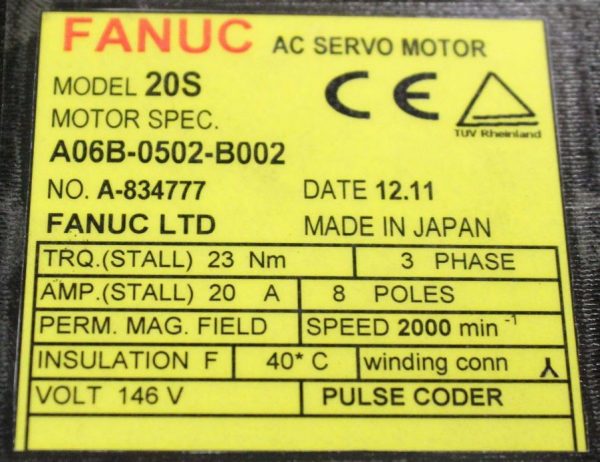 FANUC AC SERVO MOTOR
MODEL 20S
MOTOR SPEC.
TUV Rheinland
A06B-0502-B002
NO. A-834777 DATE 12.11
FANUC LTD MADE IN JAPAN
TRQ.(STALL) 23 Nm 3 PHASE
AMP.(STALL) 20 A 8 POLES
PERM. MAG. FIELD SPEED 2000 min⁻¹
INSULATION F 40* C winding conn
VOLT 146 V PULSE CODER